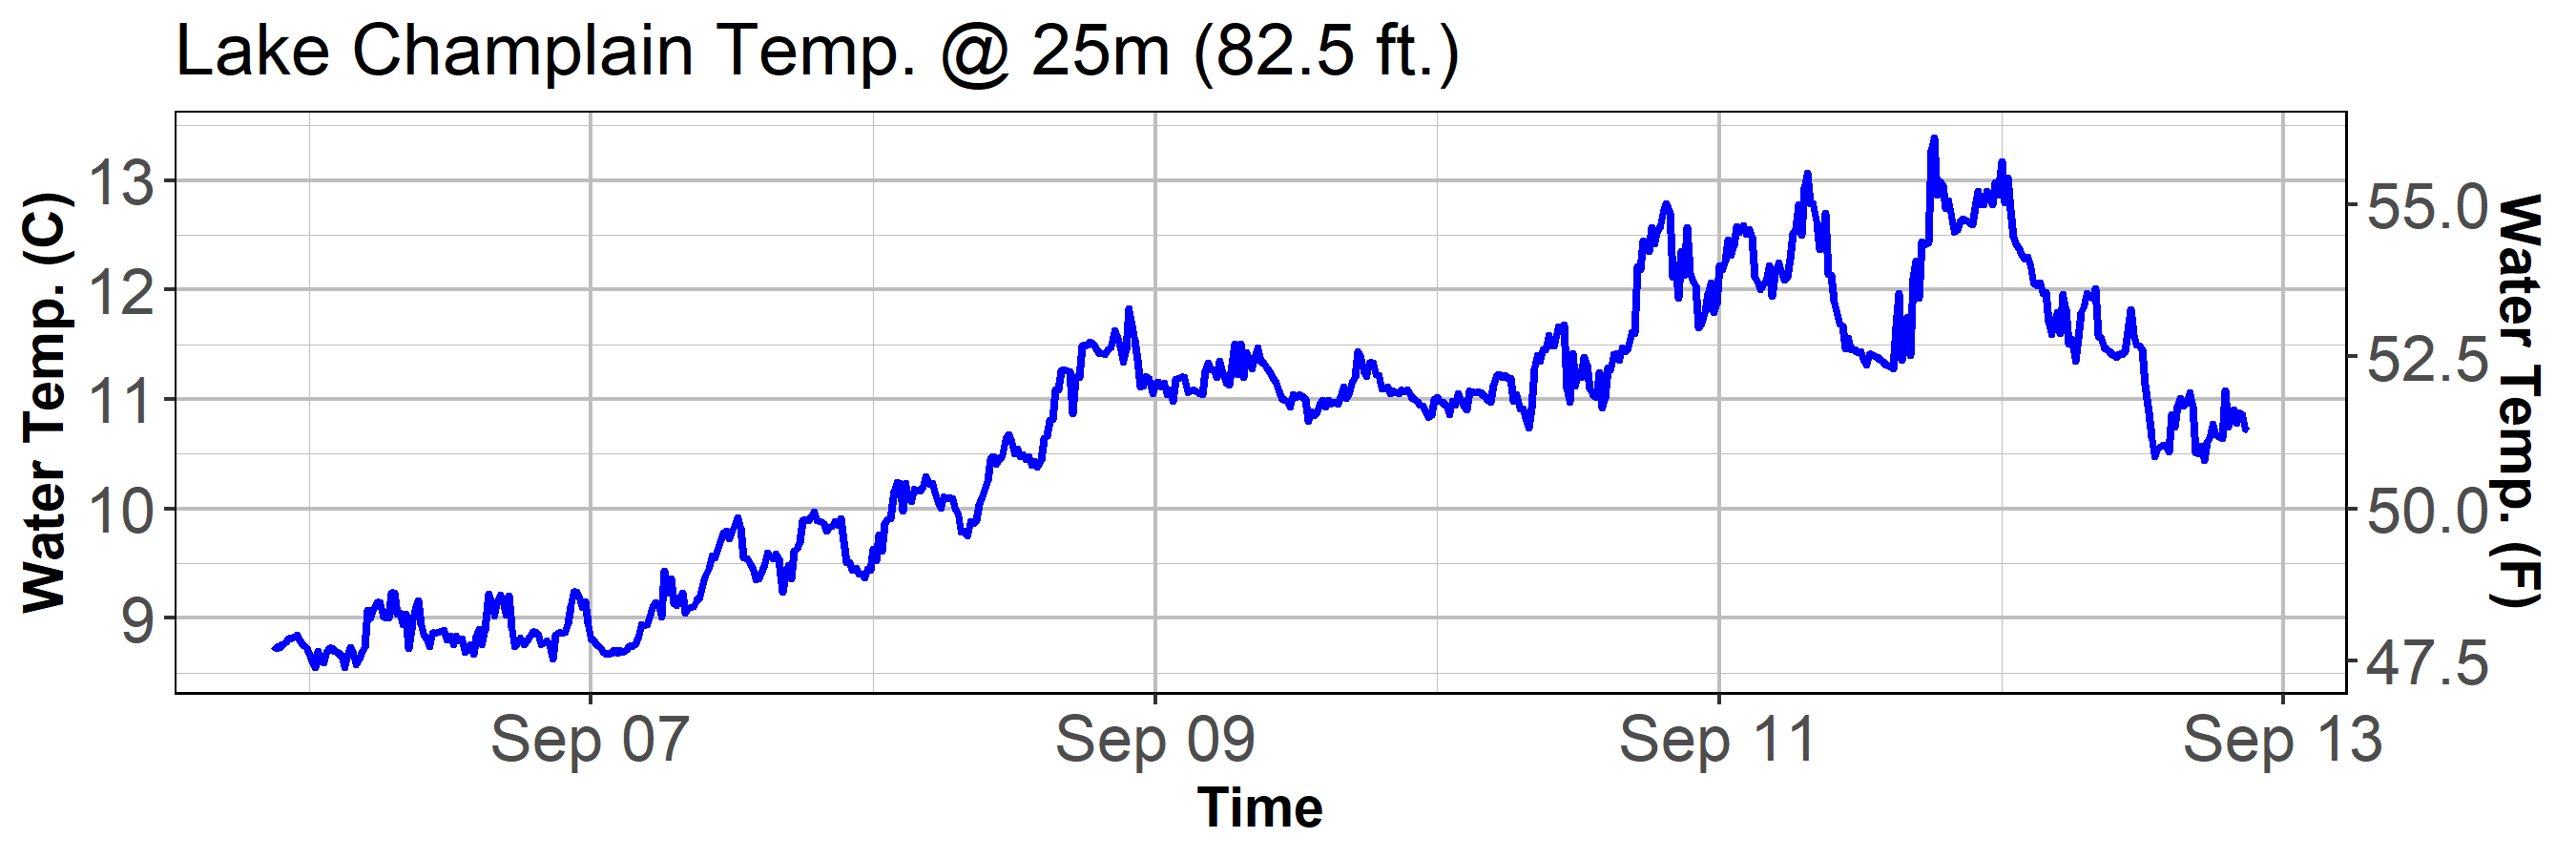 Lake Champlain Temp. @ 25m (82.5 ft.)
Water Temp. (C)
13
12
11
10
9
55.0
52.5
50.0
47.5
Water Temp. (F)
Sep 07 Sep 09 Sep 11 Sep 13
Time